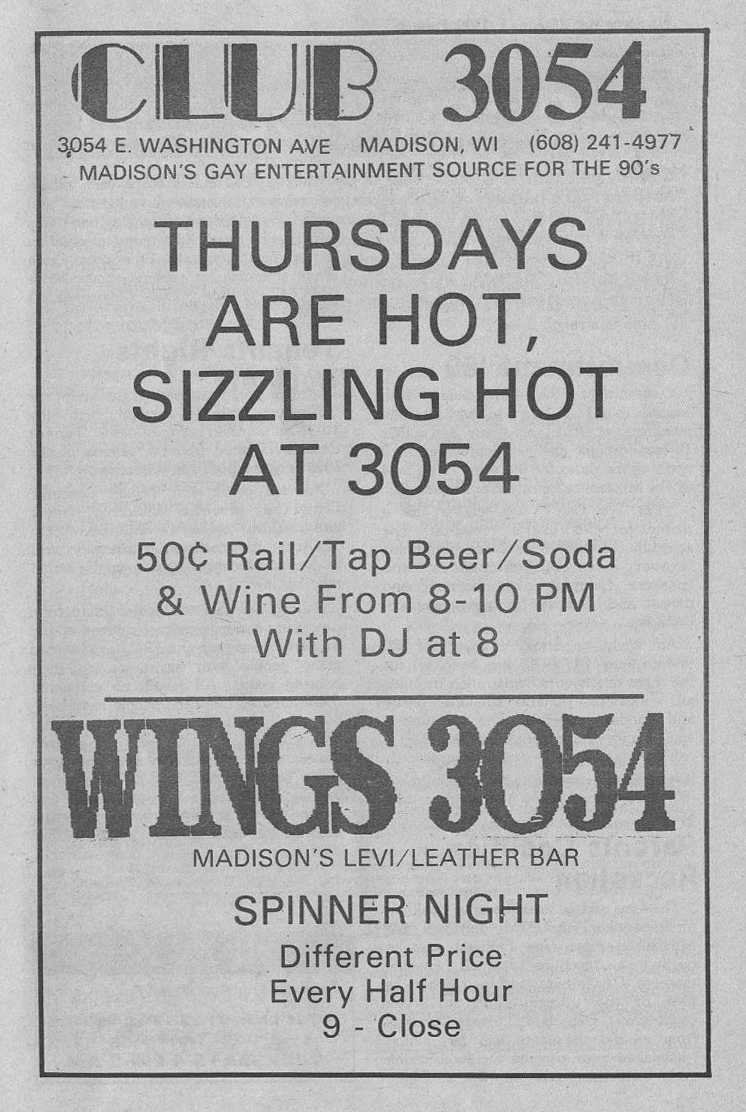 CLUB 3054
3054 E. WASHINGTON AVE MADISON, WI (608) 241-4977
MADISON'S GAY ENTERTAINMENT SOURCE FOR THE 90's
THURSDAYS
ARE HOT,
SIZZLING HOT
AT 3054
50¢ Rail/Tap Beer/Soda
& Wine From 8-10 PM
With DJ at 8
WINGS 3054
MADISON'S LEVI/LEATHER BAR
SPINNER NIGHT
Different Price
Every Half Hour
9 - Close